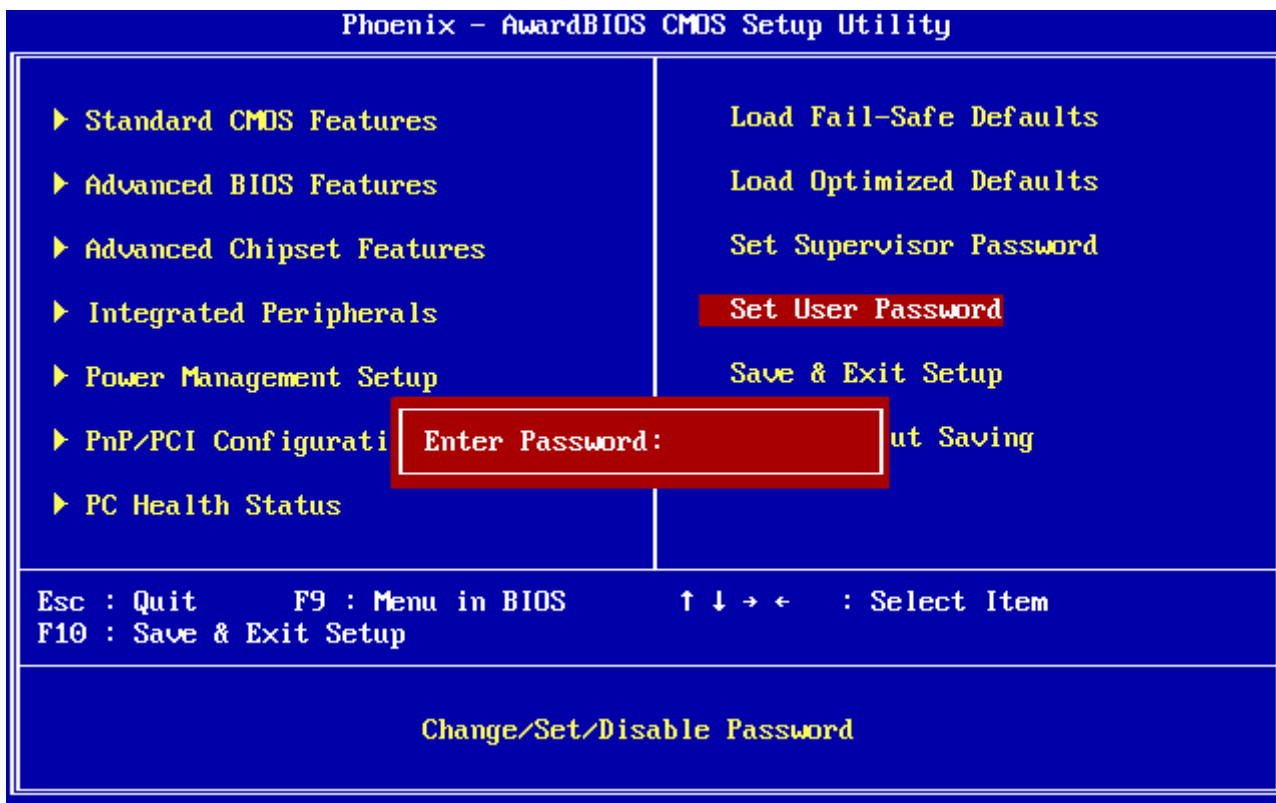 Phoenix - AwardBIOS CMOS Setup Utility
Standard CMOS Features
Advanced BIOS Features
Advanced Chipset Features
Integrated Peripherals
Power Management Setup
PnP/PCI Configurati
PC Health Status
Load Fail-Safe Defaults
Load Optimized Defaults
Set Supervisor Password
Set User Password
Save & Exit Setup
ut Saving
Enter Password:
Esc : Quit F9 : Menu in BIOS ↑ ↓ → ← : Select Item
F10 : Save & Exit Setup
Change/Set/Disable Password